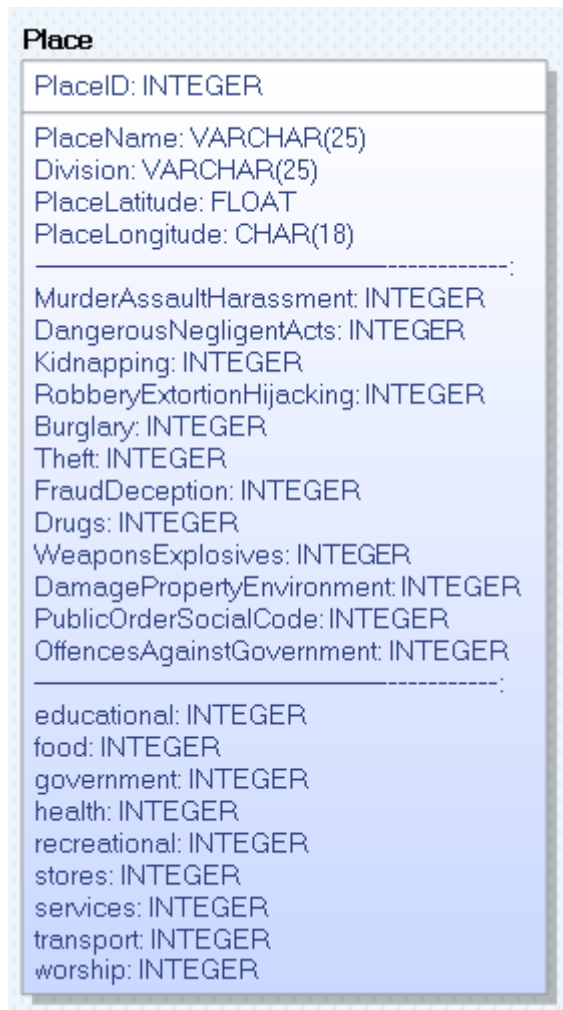 Place
PlaceID: INTEGER
PlaceName: VARCHAR(25)
Division: VARCHAR(25)
PlaceLatitude: FLOAT
PlaceLongitude: CHAR(18)
————————————————————------------:
MurderAssaultHarassment: INTEGER
DangerousNegligentActs: INTEGER
Kidnapping: INTEGER
RobberyExtortionHijacking: INTEGER
Burglary: INTEGER
Theft: INTEGER
FraudDeception: INTEGER
Drugs: INTEGER
WeaponsExplosives: INTEGER
DamagePropertyEnvironment: INTEGER
PublicOrderSocialCode: INTEGER
OffencesAgainstGovernment: INTEGER
————————————————————-----------:
educational: INTEGER
food: INTEGER
government: INTEGER
health: INTEGER
recreational: INTEGER
stores: INTEGER
services: INTEGER
transport: INTEGER
worship: INTEGER